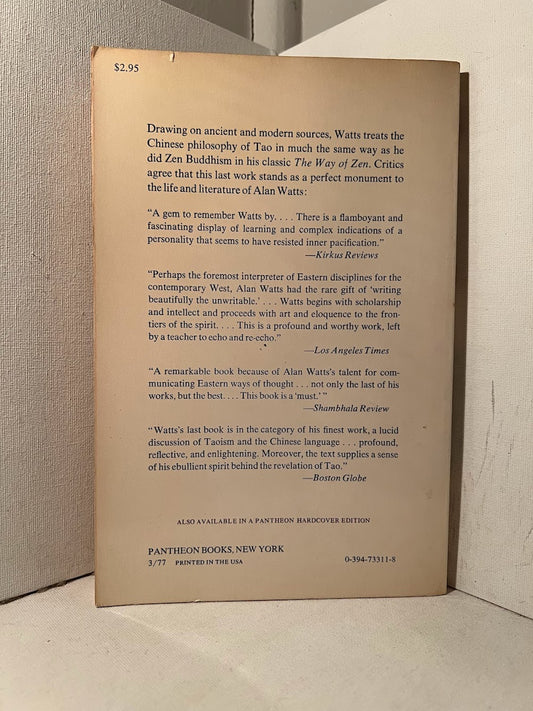 $2.95
Drawing on ancient and modern sources, Watts treats the
Chinese philosophy of Tao in much the same way as he
did Zen Buddhism in his classic The Way of Zen. Critics
agree that this last work stands as a perfect monument to
the life and literature of Alan Watts:
“A gem to remember Watts by. . . . There is a flamboyant and
fascinating display of learning and complex indications of a
personality that seems to have resisted inner pacification.”
—Kirkus Reviews
“Perhaps the foremost interpreter of Eastern disciplines for the
contemporary West, Alan Watts had the rare gift of ‘writing
beautifully the unwritable.’ . . . Watts begins with scholarship
and intellect and proceeds with art and eloquence to the fron-
tiers of the spirit. . . . This is a profound and worthy work, left
by a teacher to echo and re-echo.”
—Los Angeles Times
“A remarkable book because of Alan Watts’s talent for com-
municating Eastern ways of thought . . . not only the last of his
works, but the best. . . . This book is a ‘must.’ ”
—Shambhala Review
“Watts’s last book is in the category of his finest work, a lucid
discussion of Taoism and the Chinese language . . . profound,
reflective, and enlightening. Moreover, the text supplies a sense
of his ebullient spirit behind the revelation of Tao.”
—Boston Globe
ALSO AVAILABLE IN A PANTHEON HARDCOVER EDITION
PANTHEON BOOKS, NEW YORK
3/77 PRINTED IN THE USA 0-394-73311-8